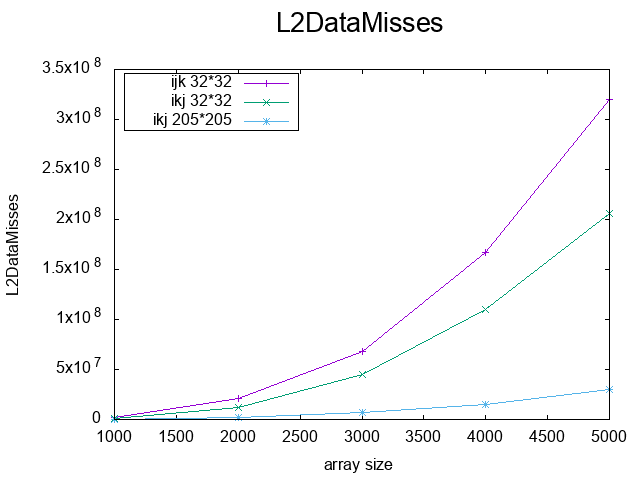 L2DataMisses
3.5x10^8
3x10^8
2.5x10^8
2x10^8
1.5x10^8
1x10^8
5x10^7
0
L2DataMisses
ijk 32*32
ikj 32*32
ikj 205*205
1000 1500 2000 2500 3000 3500 4000 4500 5000
array size